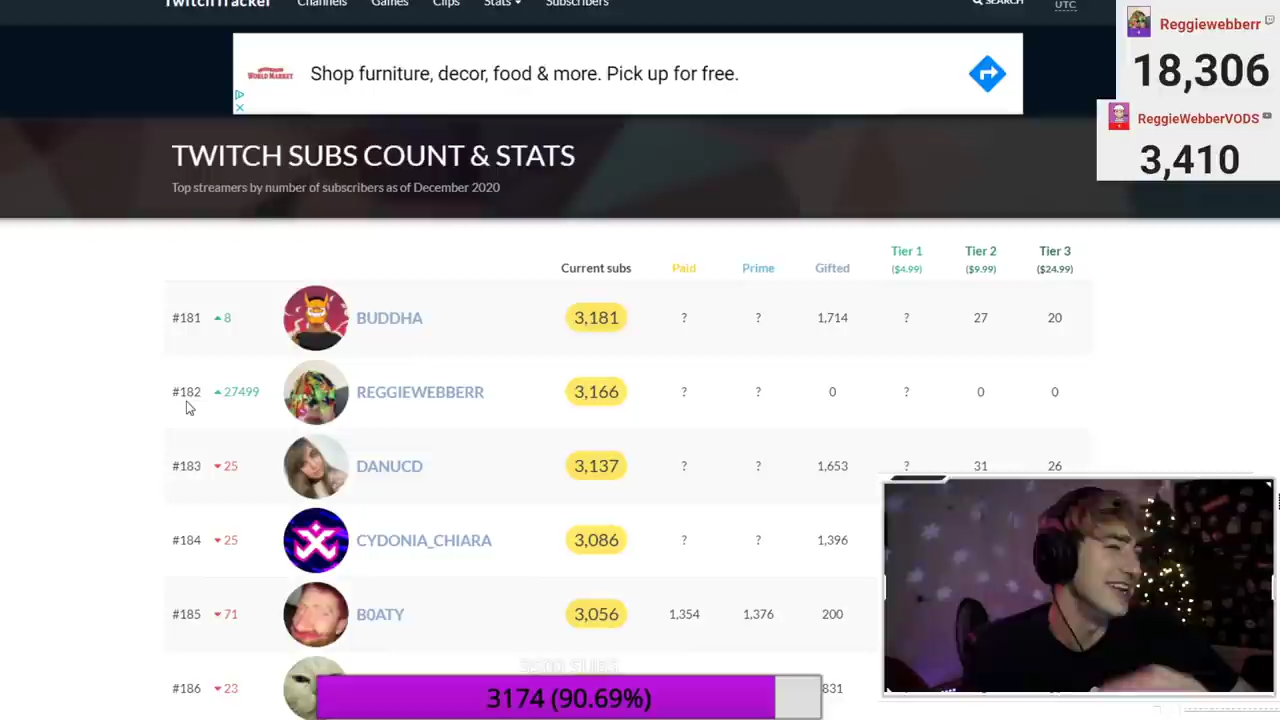 TwitchTracker Channels Games Clips Stats Subscribers SEARCH UTC
Reggiewebberr
18,306
ReggieWebberVODS
3,410
WORLD MARKET Shop furniture, decor, food & more. Pick up for free.
TWITCH SUBS COUNT & STATS
Top streamers by number of subscribers as of December 2020
Current subs Paid Prime Gifted Tier 1 ($4.99) Tier 2 ($9.99) Tier 3 ($24.99)
#181 8 BUDDHA 3,181 ? ? 1,714 ? 27 20
#182 27499 REGGIEWEBBERR 3,166 ? ? 0 ? 0 0
#183 25 DANUCD 3,137 ? ? 1,653 ? 31 26
#184 25 CYDONIA_CHIARA 3,086 ? ? 1,396
#185 71 B0ATY 3,056 1,354 1,376 200
3500 SUBS
#186 23 831
3174 (90.69%)